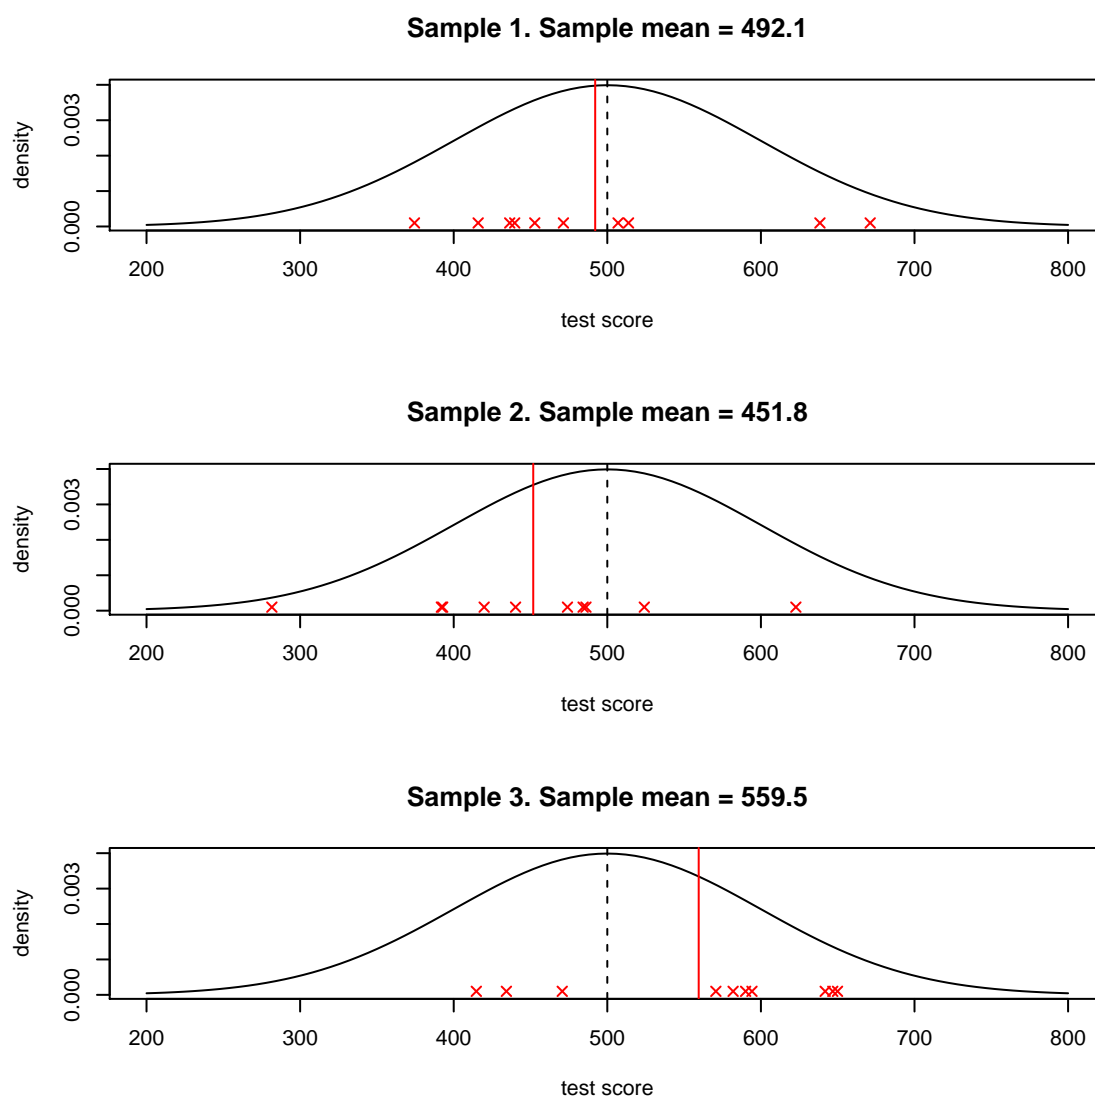 Sample 1. Sample mean = 492.1
density
0.003
0.000
200 300 400 500 600 700 800
test score
Sample 2. Sample mean = 451.8
density
0.003
0.000
200 300 400 500 600 700 800
test score
Sample 3. Sample mean = 559.5
density
0.003
0.000
200 300 400 500 600 700 800
test score